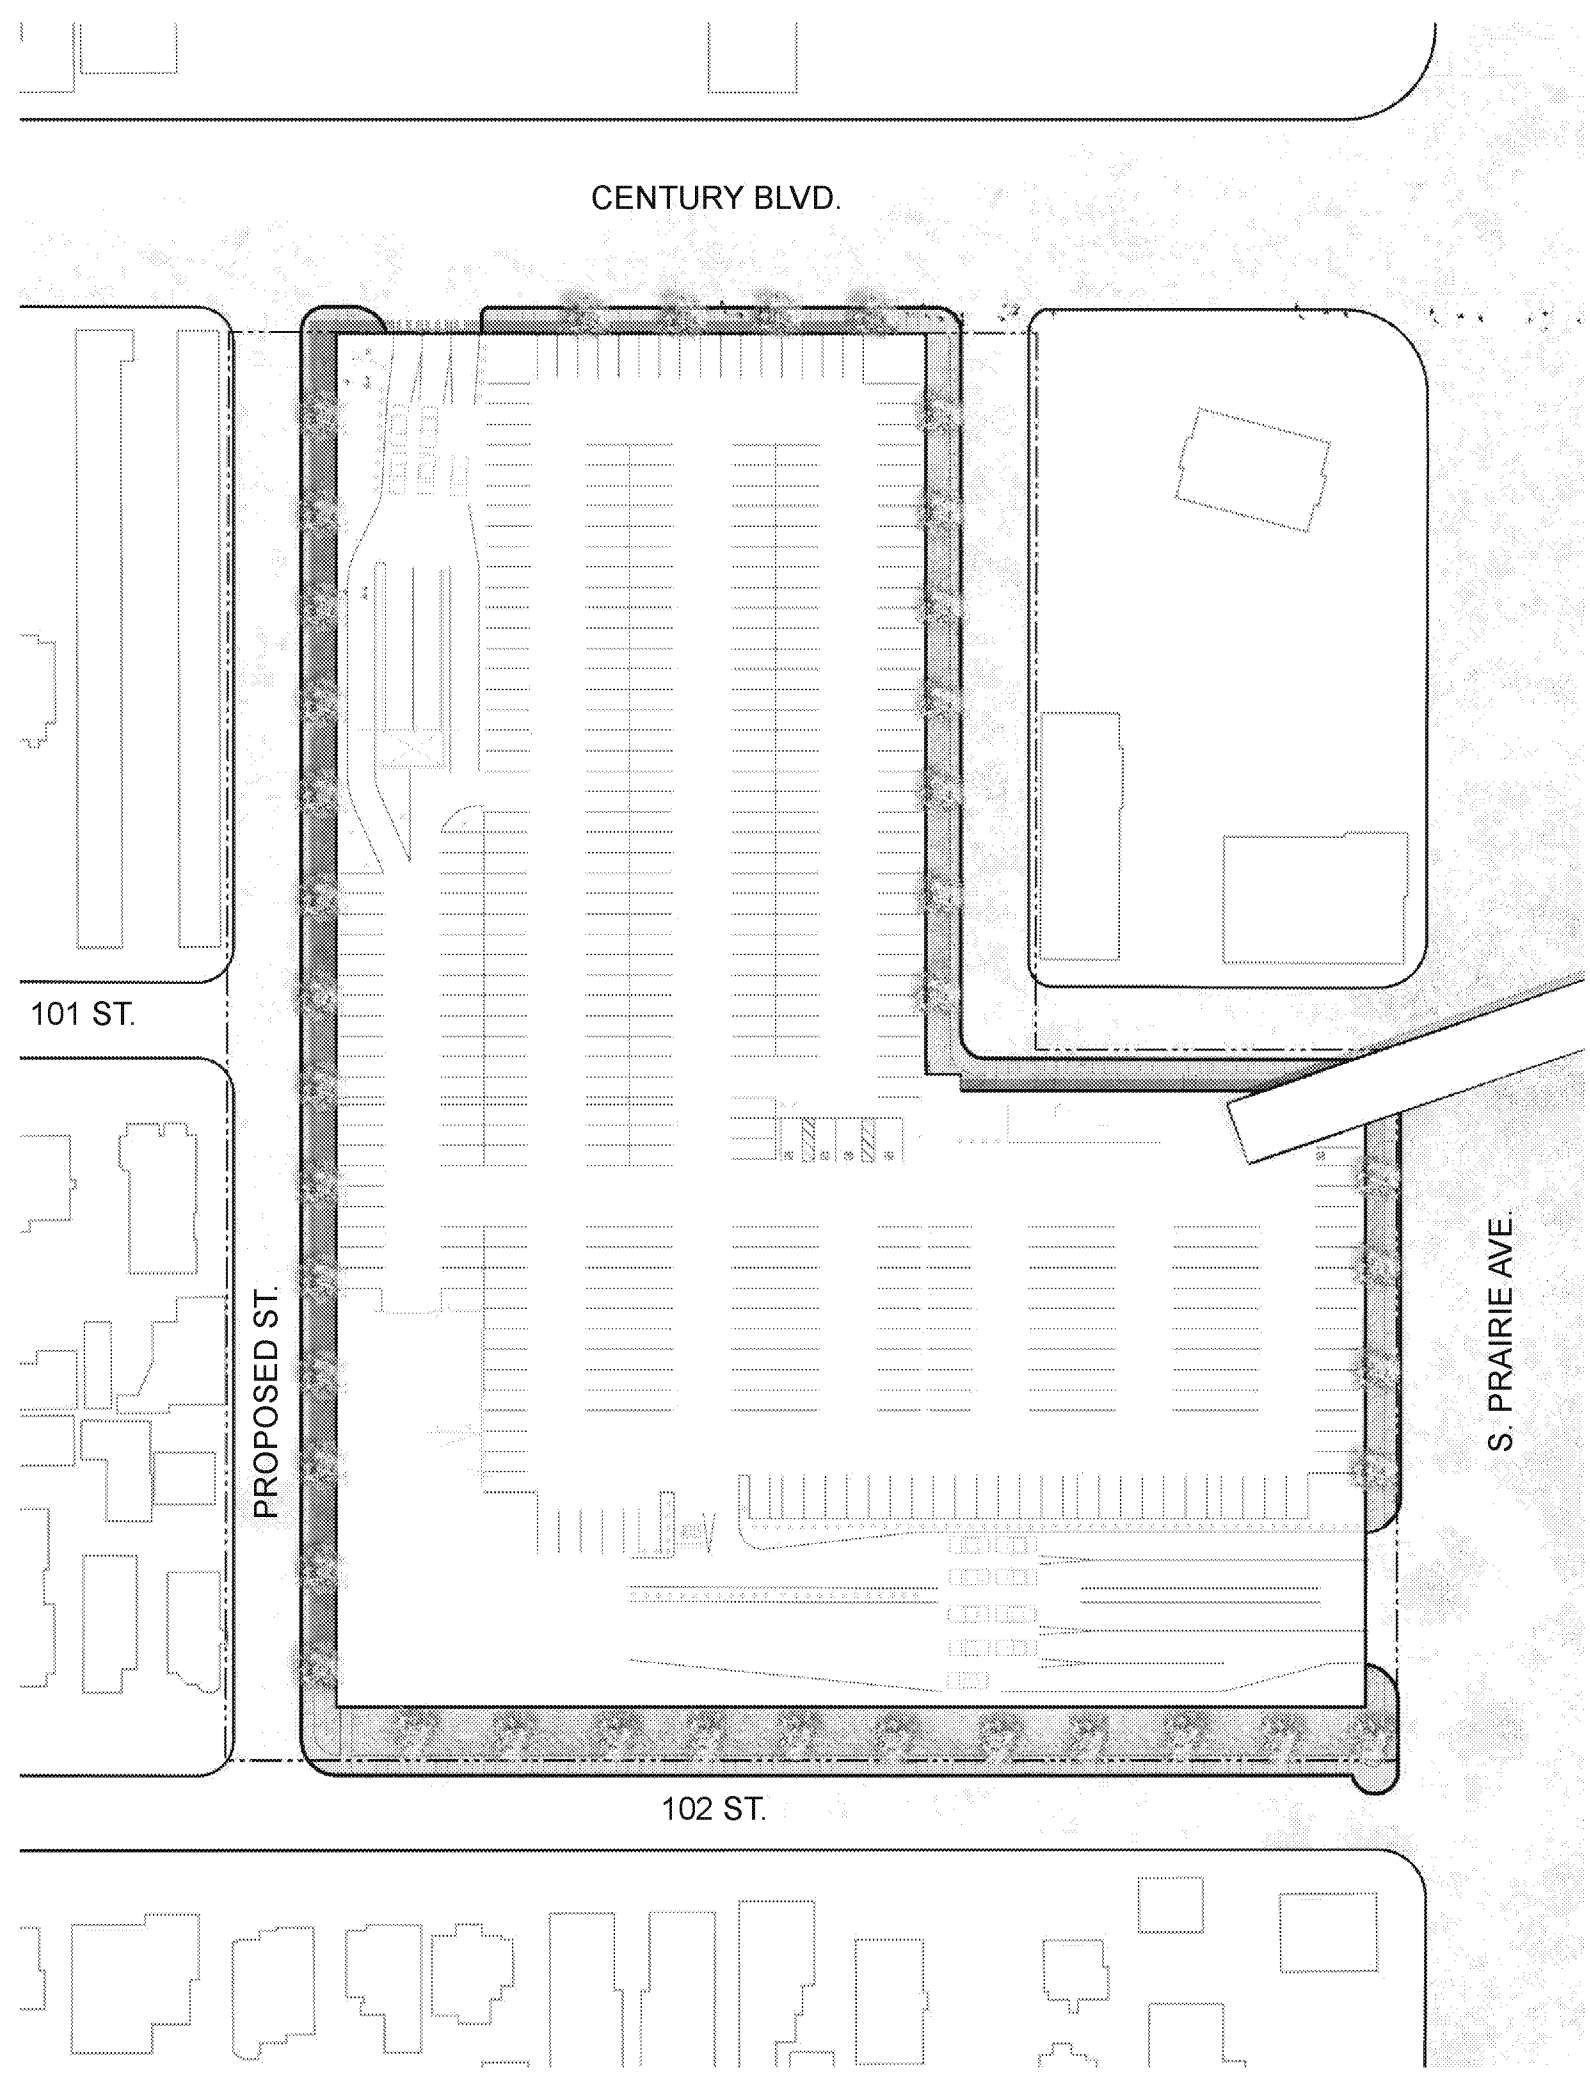 CENTURY BLVD.
101 ST.
PROPOSED ST.
S. PRAIRIE AVE.
102 ST.